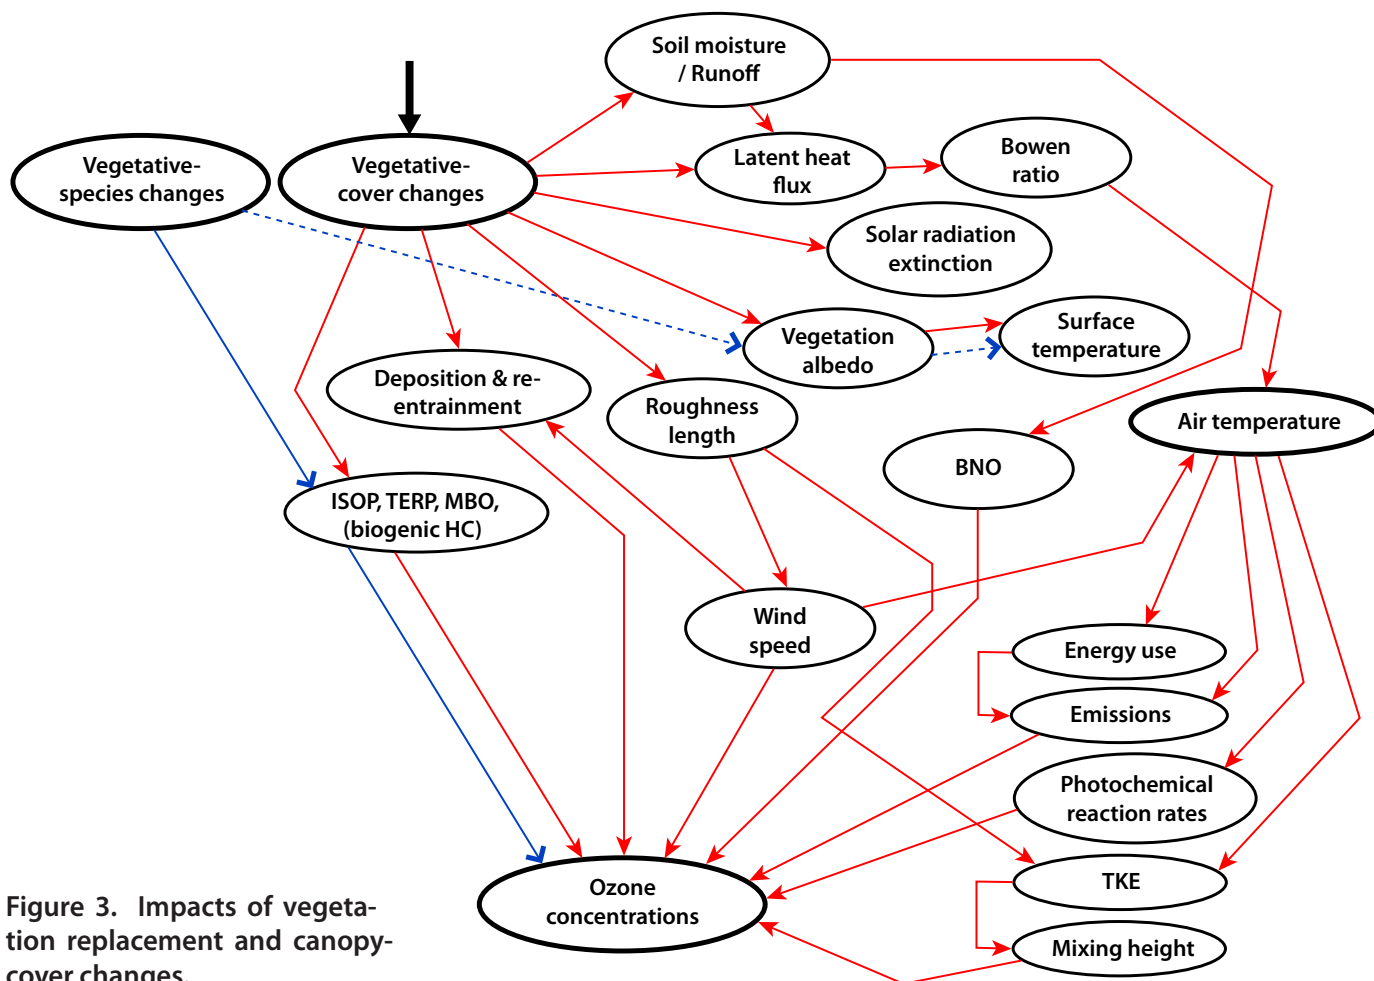 Soil moisture
/ Runoff
Vegetative-
species changes
Vegetative-
cover changes
Latent heat
flux
Bowen
ratio
Solar radiation
extinction
Vegetation
albedo
Surface
temperature
Deposition & re-
entrainment
Roughness
length
Air temperature
BNO
ISOP, TERP, MBO,
(biogenic HC)
Wind
speed
Energy use
Emissions
Photochemical
reaction rates
TKE
Ozone
concentrations
Mixing height
Figure 3. Impacts of vegeta-
tion replacement and canopy-
cover changes.